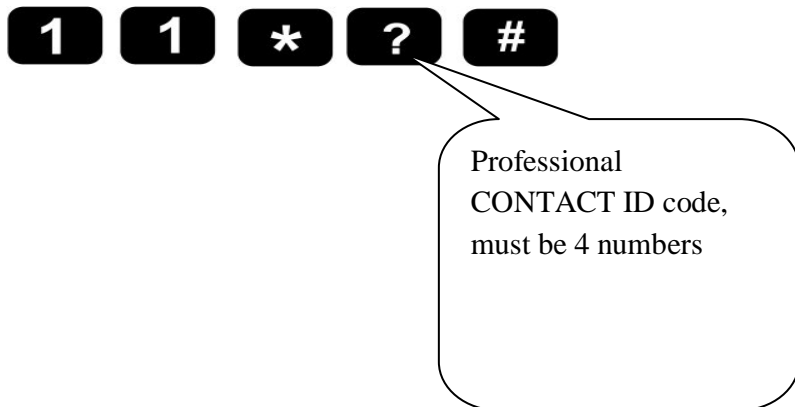 1 1 * ? #
Professional
CONTACT ID code,
must be 4 numbers